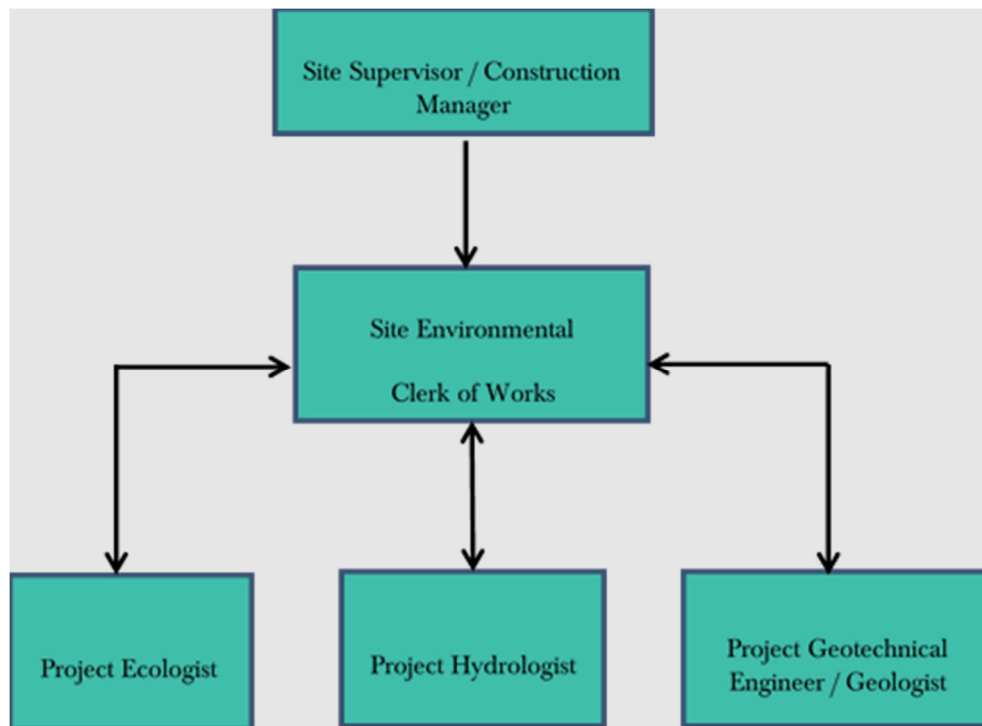 Site Supervisor / Construction
Manager
Site Environmental
Clerk of Works
Project Ecologist
Project Hydrologist
Project Geotechnical
Engineer / Geologist